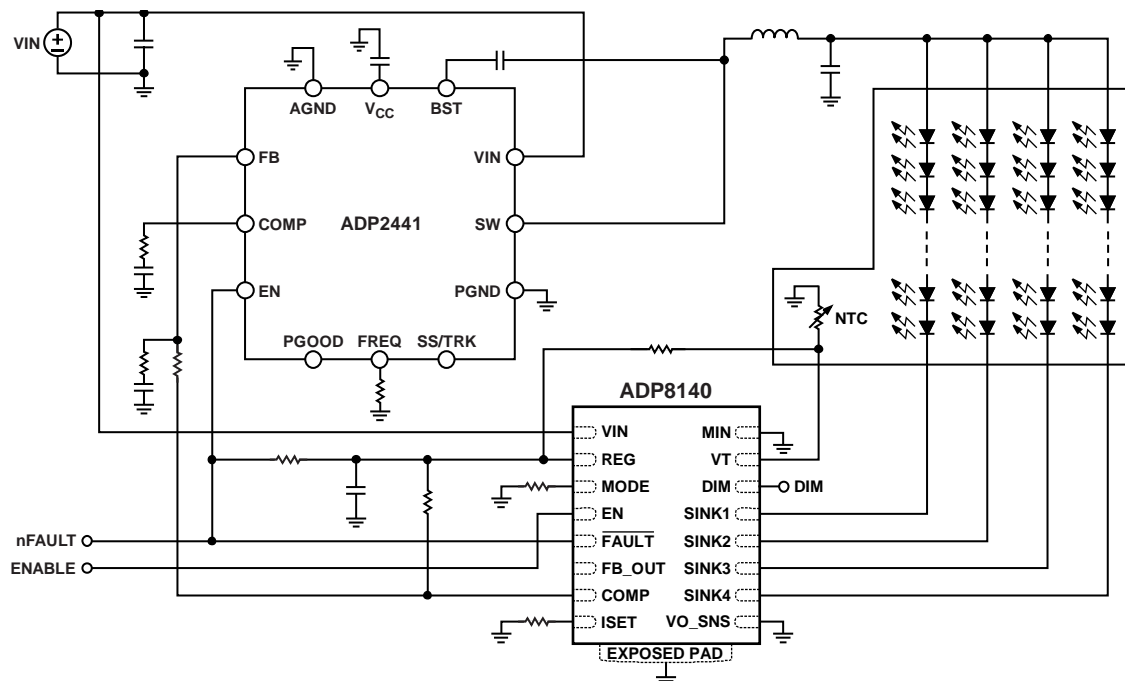 VIN
AGND
VCC
BST
FB
VIN
COMP
ADP2441
SW
EN
PGND
NTC
PGOOD
FREQ
SS/TRK
ADP8140
VIN
MIN
REG
VT
MODE
DIM
DIM
EN
SINK1
nFAULT
FAULT
SINK2
ENABLE
FB_OUT
SINK3
COMP
SINK4
ISET
VO_SNS
EXPOSED PAD